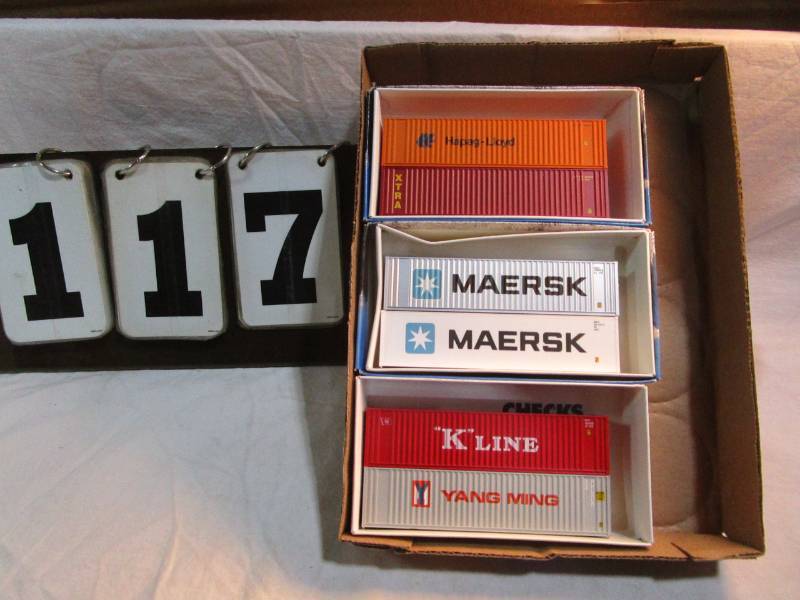 117
Hapag-Lloyd
XTRA
MAERSK
MAERSK
CHECKS
"K" LINE
YANG MING